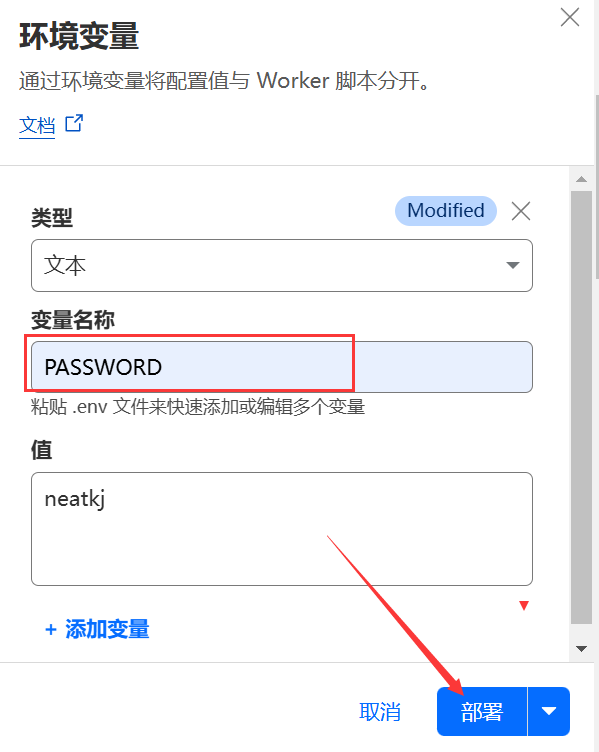 环境变量
通过环境变量将配置值与 Worker 脚本分开。
文档
类型
Modified
文本
变量名称
PASSWORD
粘贴 .env 文件来快速添加或编辑多个变量
值
neatkj
+ 添加变量
取消
部署